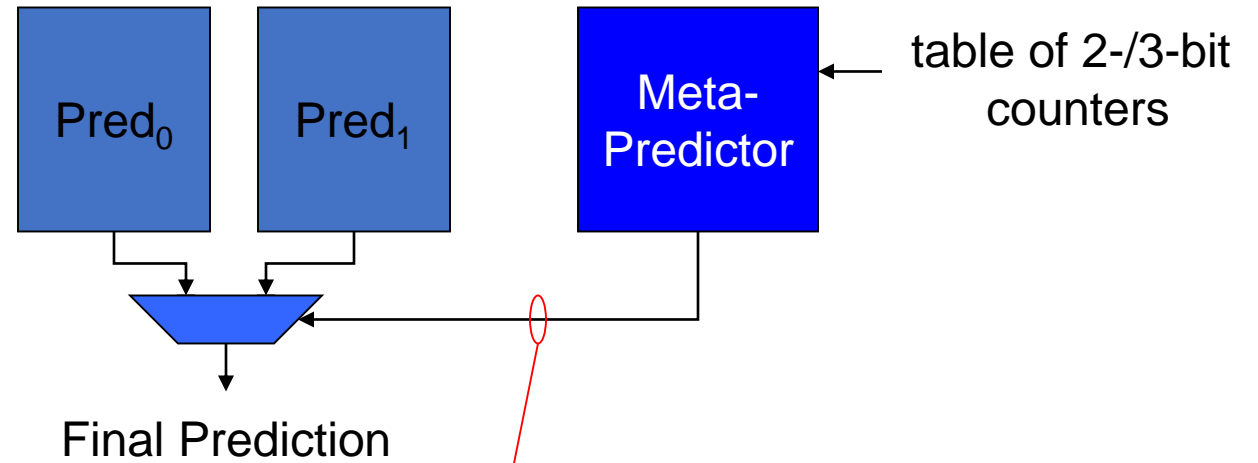 Pred₀
Pred₁
Meta-
Predictor
table of 2-/3-bit
counters
Final Prediction